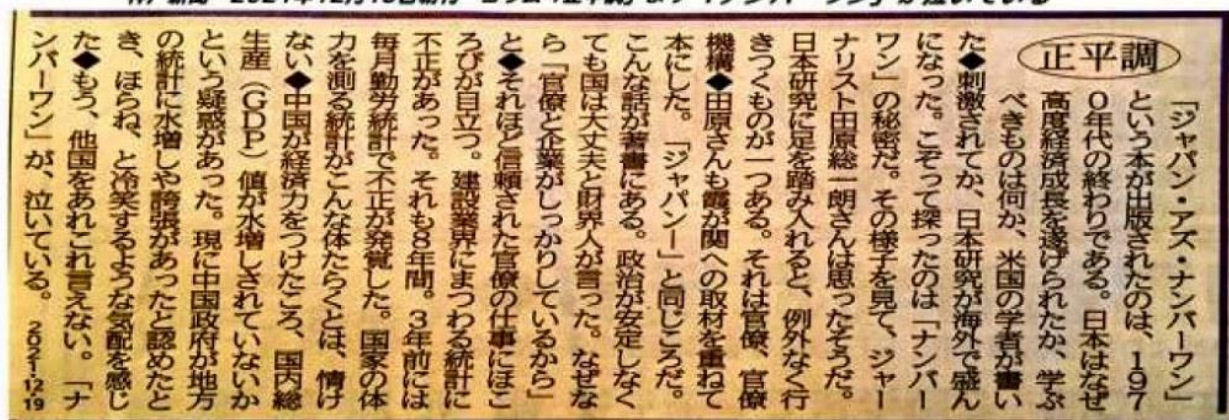 正平調
「ジャパン・アズ・ナンバーワン」
という本が出版されたのは、197
0年代の終わりである。日本はなぜ
高度経済成長を遂げられたか、学ぶ
べきものは何か、米国の学者が書い
た◆刺激されてか、日本研究が海外で盛ん
になった。こぞって探ったのは「ナンバー
ワン」の秘密だ。その様子を見て、ジャー
ナリスト田原総一朗さんは思ったそうだ。
日本研究に足を踏み入れると、例外なく行
きつくものが一つある。それは官僚、官僚
機構◆田原さんも霞が関への取材を重ねて
本にした。「ジャパン―」と同じころだ。
こんな話が著書にある。政治が安定しなく
ても国は大丈夫と財界人が言った。なぜな
ら「官僚と企業がしっかりしているから」
と◆それほど信頼された官僚の仕事にほこ
ろびが目立つ。建設業界にまつわる統計に
不正があった。それも8年間。3年前には
毎月勤労統計で不正が発覚した。国家の体
力を測る統計がこんな体たらくとは、情け
ない◆中国が経済力をつけたころ、国内総
生産（GDP）値が水増しされていないか
という疑惑があった。現に中国政府が地方
の統計に水増しや誇張があったと認めたと
き、ほらね、と冷笑するような気配を感じ
た◆もう、他国をあれこれ言えない。「ナ
ンバーワン」が、泣いている。 2021・12・19